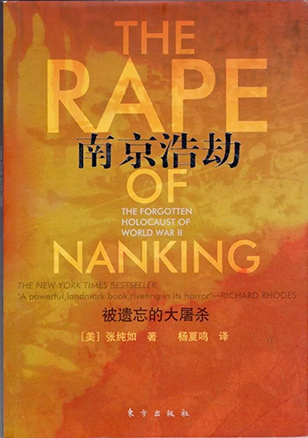 THE
RAPE
南京浩劫
OF
THE FORGOTTEN
HOLOCAUST OF
WORLD WAR II
NANKING
THE NEW YORK TIMES BESTSELLER
"A powerful,landmark book,rivering in its horror"—RICHARD RHODES
被遗忘的大屠杀
［美］张纯如 著 杨夏鸣 译
东方出版社